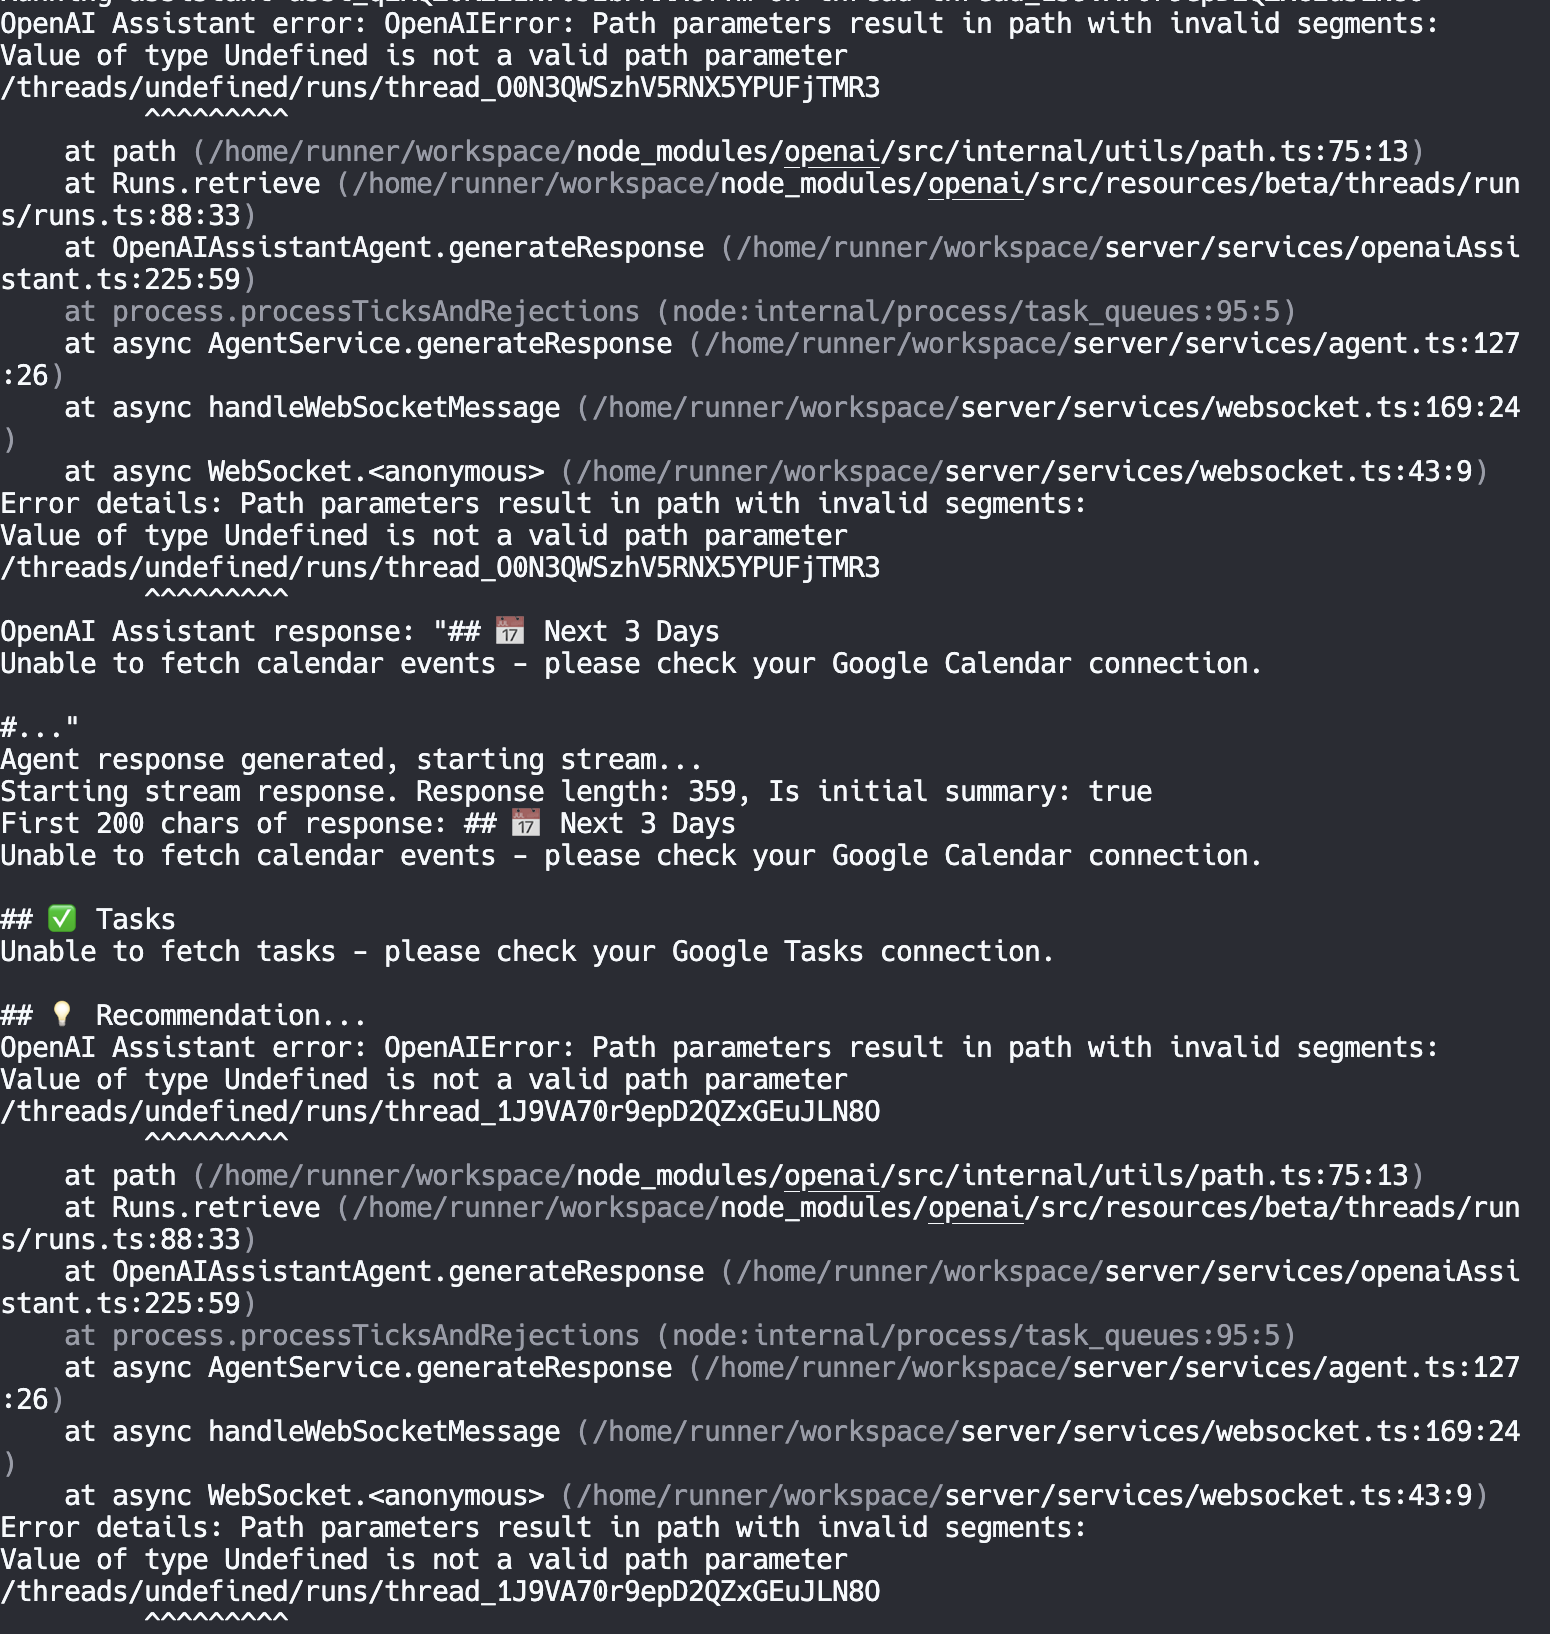 OpenAI Assistant error: OpenAIError: Path parameters result in path with invalid segments:
Value of type Undefined is not a valid path parameter
/threads/undefined/runs/thread_O0N3QWSzhV5RNX5YPUFjTMR3
         ^^^^^^^^^
    at path (/home/runner/workspace/node_modules/openai/src/internal/utils/path.ts:75:13)
    at Runs.retrieve (/home/runner/workspace/node_modules/openai/src/resources/beta/threads/run
s/runs.ts:88:33)
    at OpenAIAssistantAgent.generateResponse (/home/runner/workspace/server/services/openaiAssi
stant.ts:225:59)
    at process.processTicksAndRejections (node:internal/process/task_queues:95:5)
    at async AgentService.generateResponse (/home/runner/workspace/server/services/agent.ts:127
:26)
    at async handleWebSocketMessage (/home/runner/workspace/server/services/websocket.ts:169:24
)
    at async WebSocket.<anonymous> (/home/runner/workspace/server/services/websocket.ts:43:9)
Error details: Path parameters result in path with invalid segments:
Value of type Undefined is not a valid path parameter
/threads/undefined/runs/thread_O0N3QWSzhV5RNX5YPUFjTMR3
         ^^^^^^^^^
OpenAI Assistant response: "## 📅 Next 3 Days
Unable to fetch calendar events – please check your Google Calendar connection.

#..."
Agent response generated, starting stream...
Starting stream response. Response length: 359, Is initial summary: true
First 200 chars of response: ## 📅 Next 3 Days
Unable to fetch calendar events – please check your Google Calendar connection.

## ✅ Tasks
Unable to fetch tasks – please check your Google Tasks connection.

## 💡 Recommendation...
OpenAI Assistant error: OpenAIError: Path parameters result in path with invalid segments:
Value of type Undefined is not a valid path parameter
/threads/undefined/runs/thread_1J9VA70r9epD2QZxGEuJLN8O
         ^^^^^^^^^
    at path (/home/runner/workspace/node_modules/openai/src/internal/utils/path.ts:75:13)
    at Runs.retrieve (/home/runner/workspace/node_modules/openai/src/resources/beta/threads/run
s/runs.ts:88:33)
    at OpenAIAssistantAgent.generateResponse (/home/runner/workspace/server/services/openaiAssi
stant.ts:225:59)
    at process.processTicksAndRejections (node:internal/process/task_queues:95:5)
    at async AgentService.generateResponse (/home/runner/workspace/server/services/agent.ts:127
:26)
    at async handleWebSocketMessage (/home/runner/workspace/server/services/websocket.ts:169:24
)
    at async WebSocket.<anonymous> (/home/runner/workspace/server/services/websocket.ts:43:9)
Error details: Path parameters result in path with invalid segments:
Value of type Undefined is not a valid path parameter
/threads/undefined/runs/thread_1J9VA70r9epD2QZxGEuJLN8O
         ^^^^^^^^^